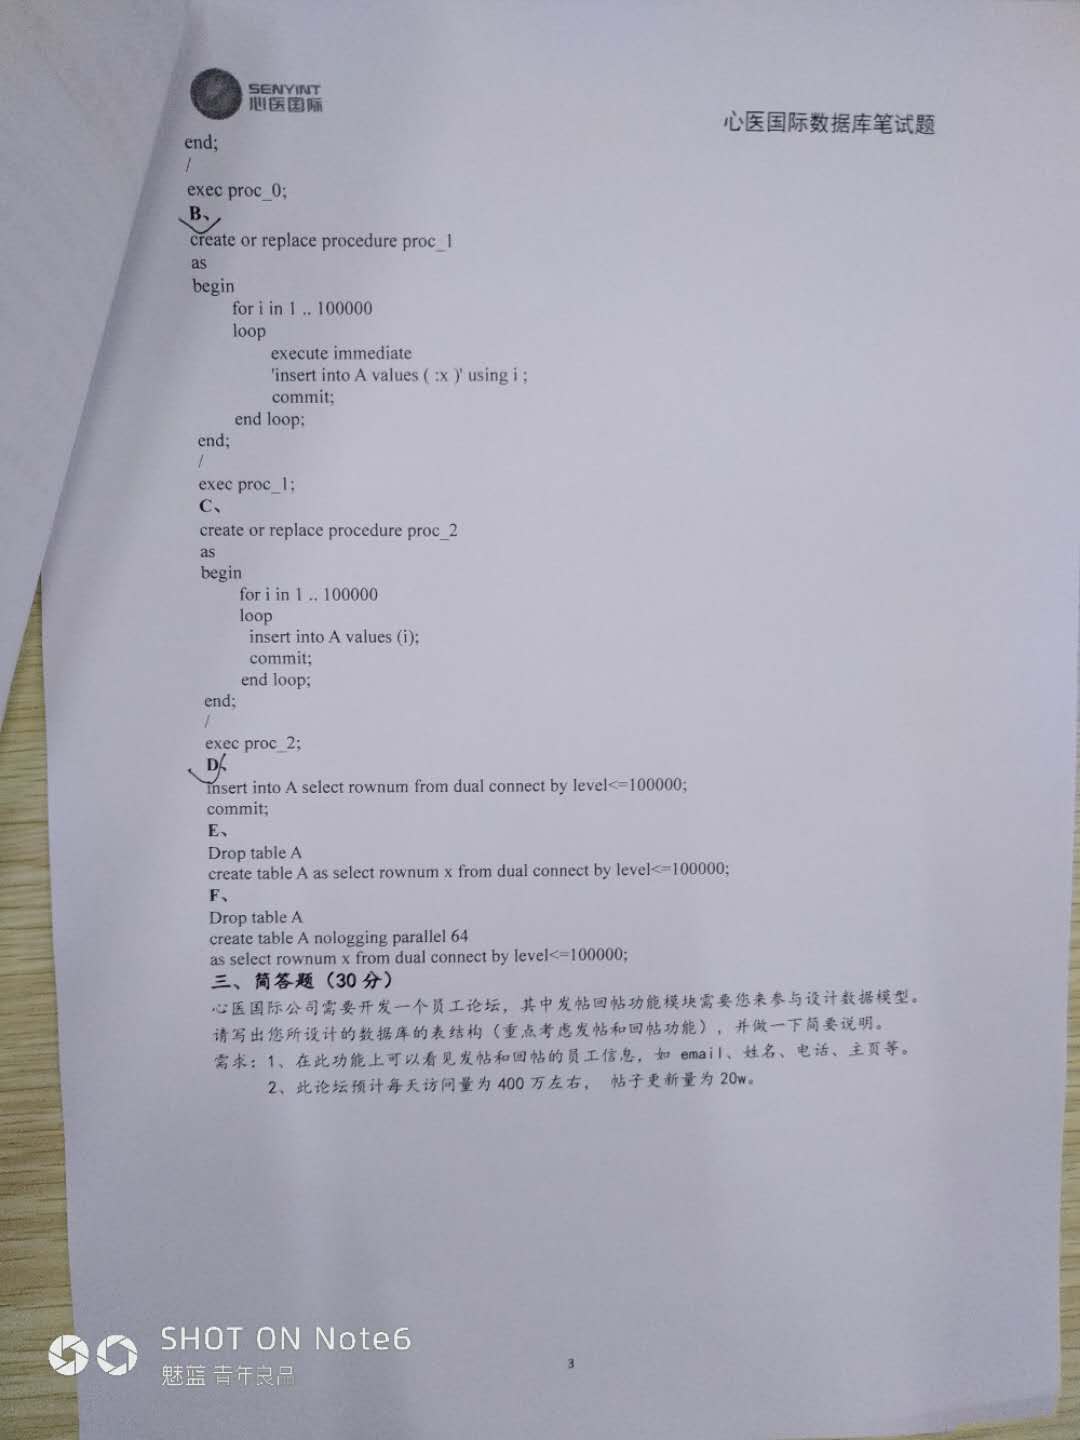 SENYINT
心医国际
心医国际数据库笔试题
end;
/
exec proc_0;
B、
create or replace procedure proc_1
as
begin
for i in 1 .. 100000
loop
execute immediate
'insert into A values ( :x )' using i ;
commit;
end loop;
end;
/
exec proc_1;
C、
create or replace procedure proc_2
as
begin
for i in 1 .. 100000
loop
insert into A values (i);
commit;
end loop;
end;
/
exec proc_2;
D、
insert into A select rownum from dual connect by level<=100000;
commit;
E、
Drop table A
create table A as select rownum x from dual connect by level<=100000;
F、
Drop table A
create table A nologging parallel 64
as select rownum x from dual connect by level<=100000;
三、简答题（30 分）
心医国际公司需要开发一个员工论坛，其中发帖回帖功能模块需要您来参与设计数据模型。
请写出您所设计的数据库的表结构（重点考虑发帖和回帖功能），并做一下简要说明。
需求：1、在此功能上可以看见发帖和回帖的员工信息，如 email、姓名、电话、主页等。
2、此论坛预计每天访问量为 400 万左右， 帖子更新量为 20w。
3
SHOT ON Note6
魅蓝 青年良品